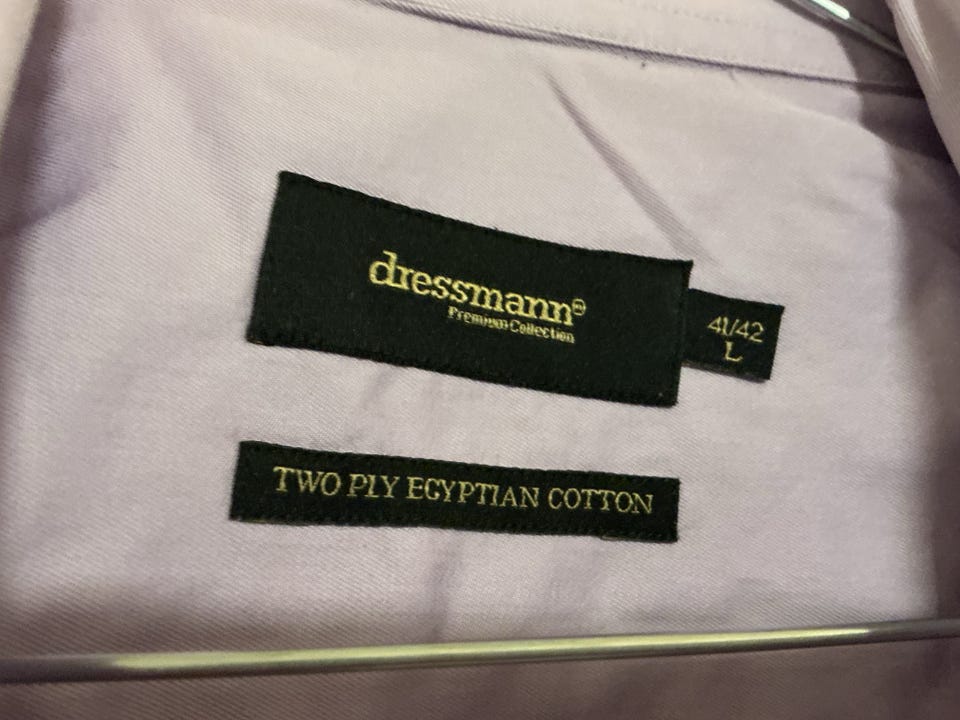 dressmann®
Premium Collection
41/42
L
TWO PLY EGYPTIAN COTTON